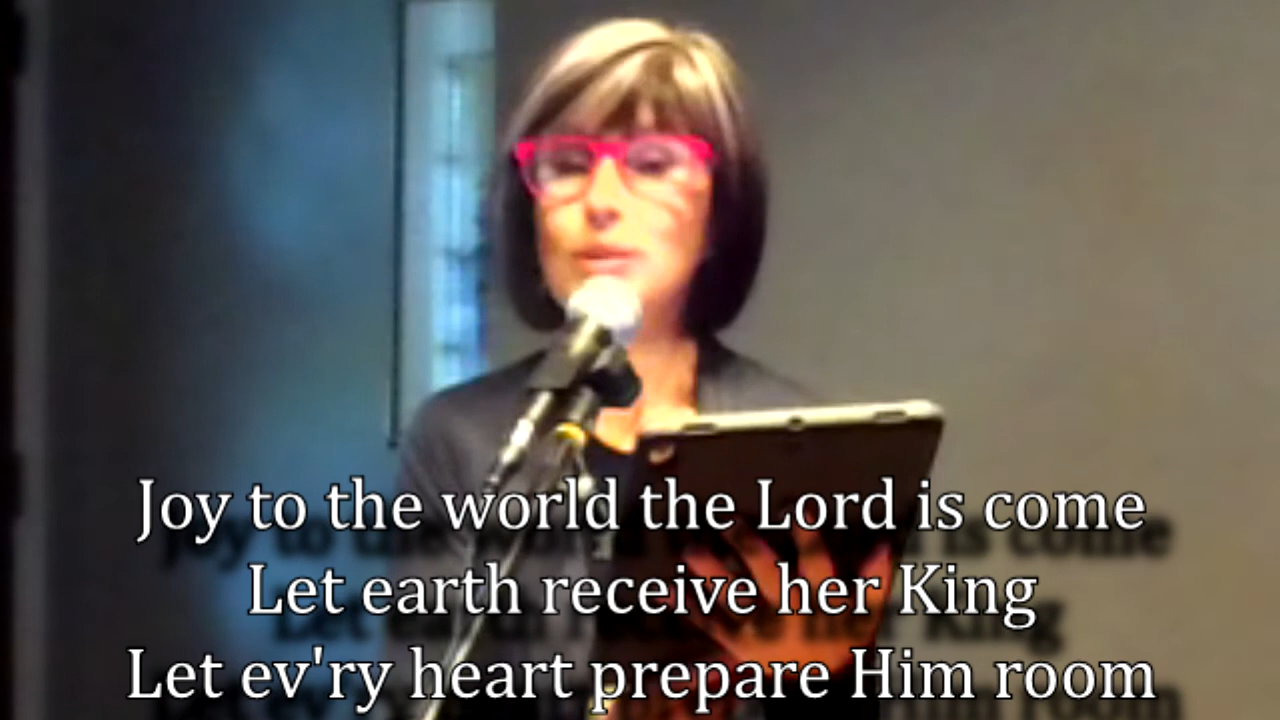 Joy to the world the Lord is come
Let earth receive her King
Let ev'ry heart prepare Him room